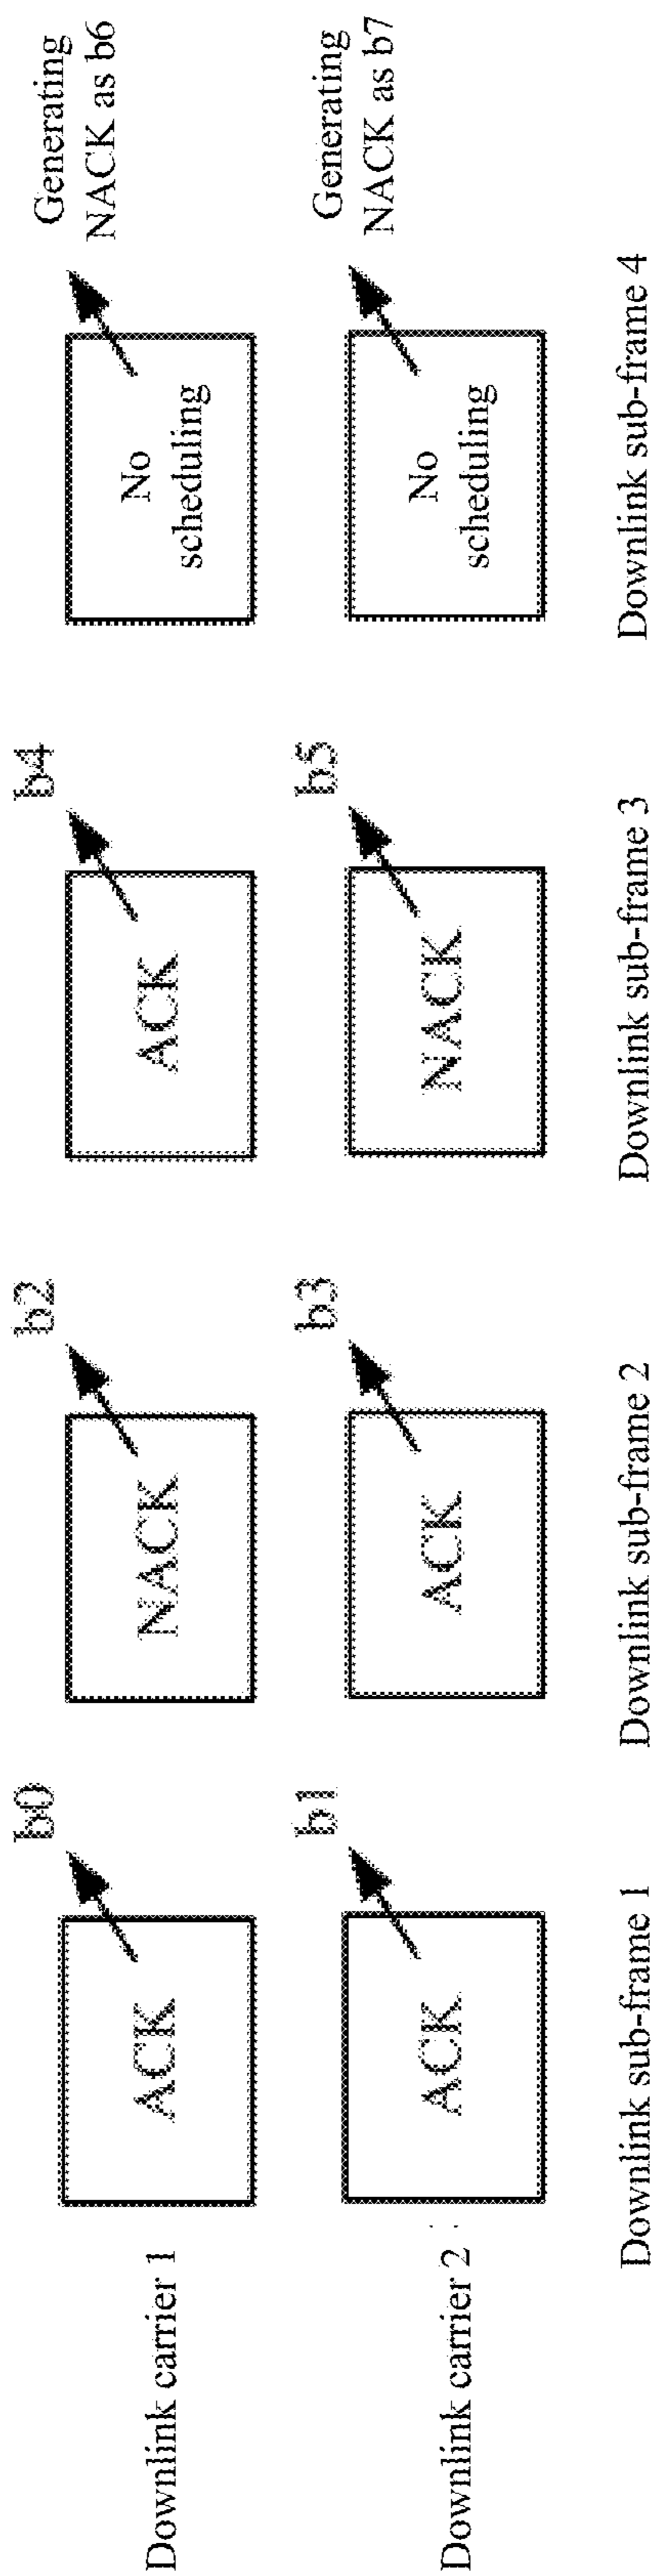 b0
b2
b4
Generating
NACK as b6
Downlink carrier 1
ACK
NACK
ACK
No
scheduling
b1
b3
b5
Generating
NACK as b7
Downlink carrier 2
ACK
ACK
NACK
No
scheduling
Downlink sub-frame 1
Downlink sub-frame 2
Downlink sub-frame 3
Downlink sub-frame 4